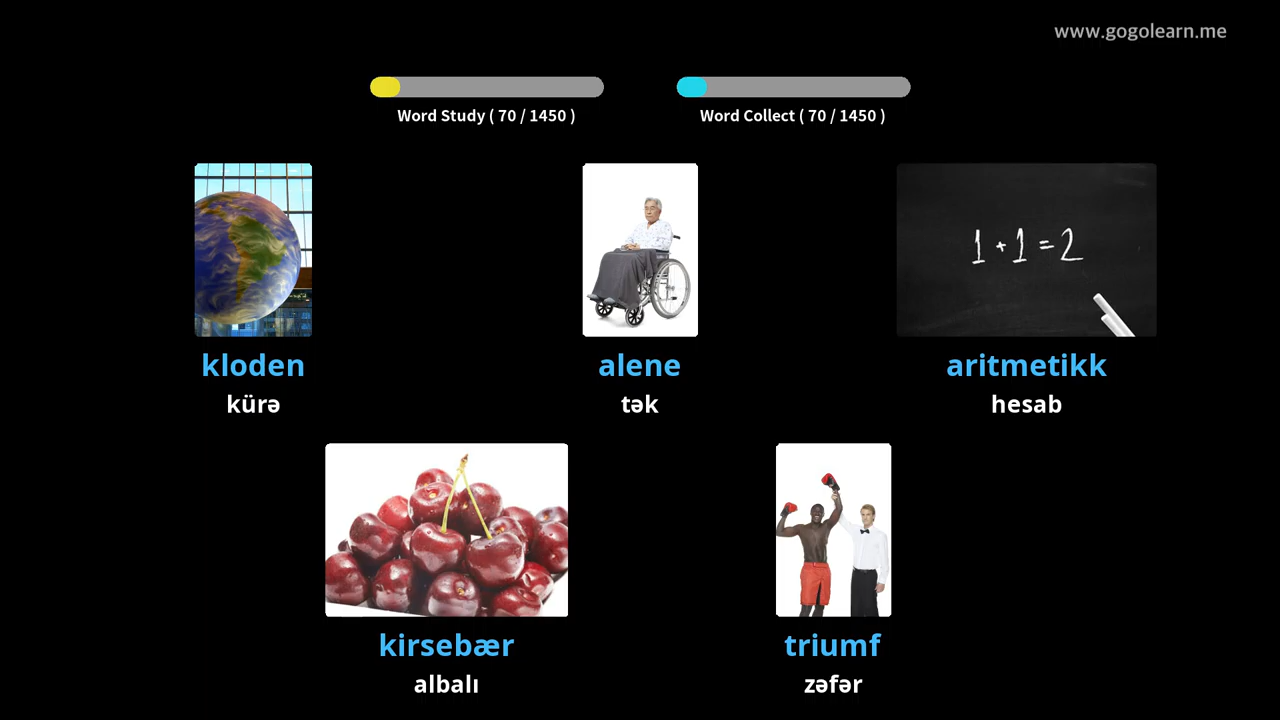 www.gogolearn.me
Word Study ( 70 / 1450 )
Word Collect ( 70 / 1450 )
1 + 1 = 2
kloden
kürə
alene
tək
aritmetikk
hesab
kirsebær
albalı
triumf
zəfər